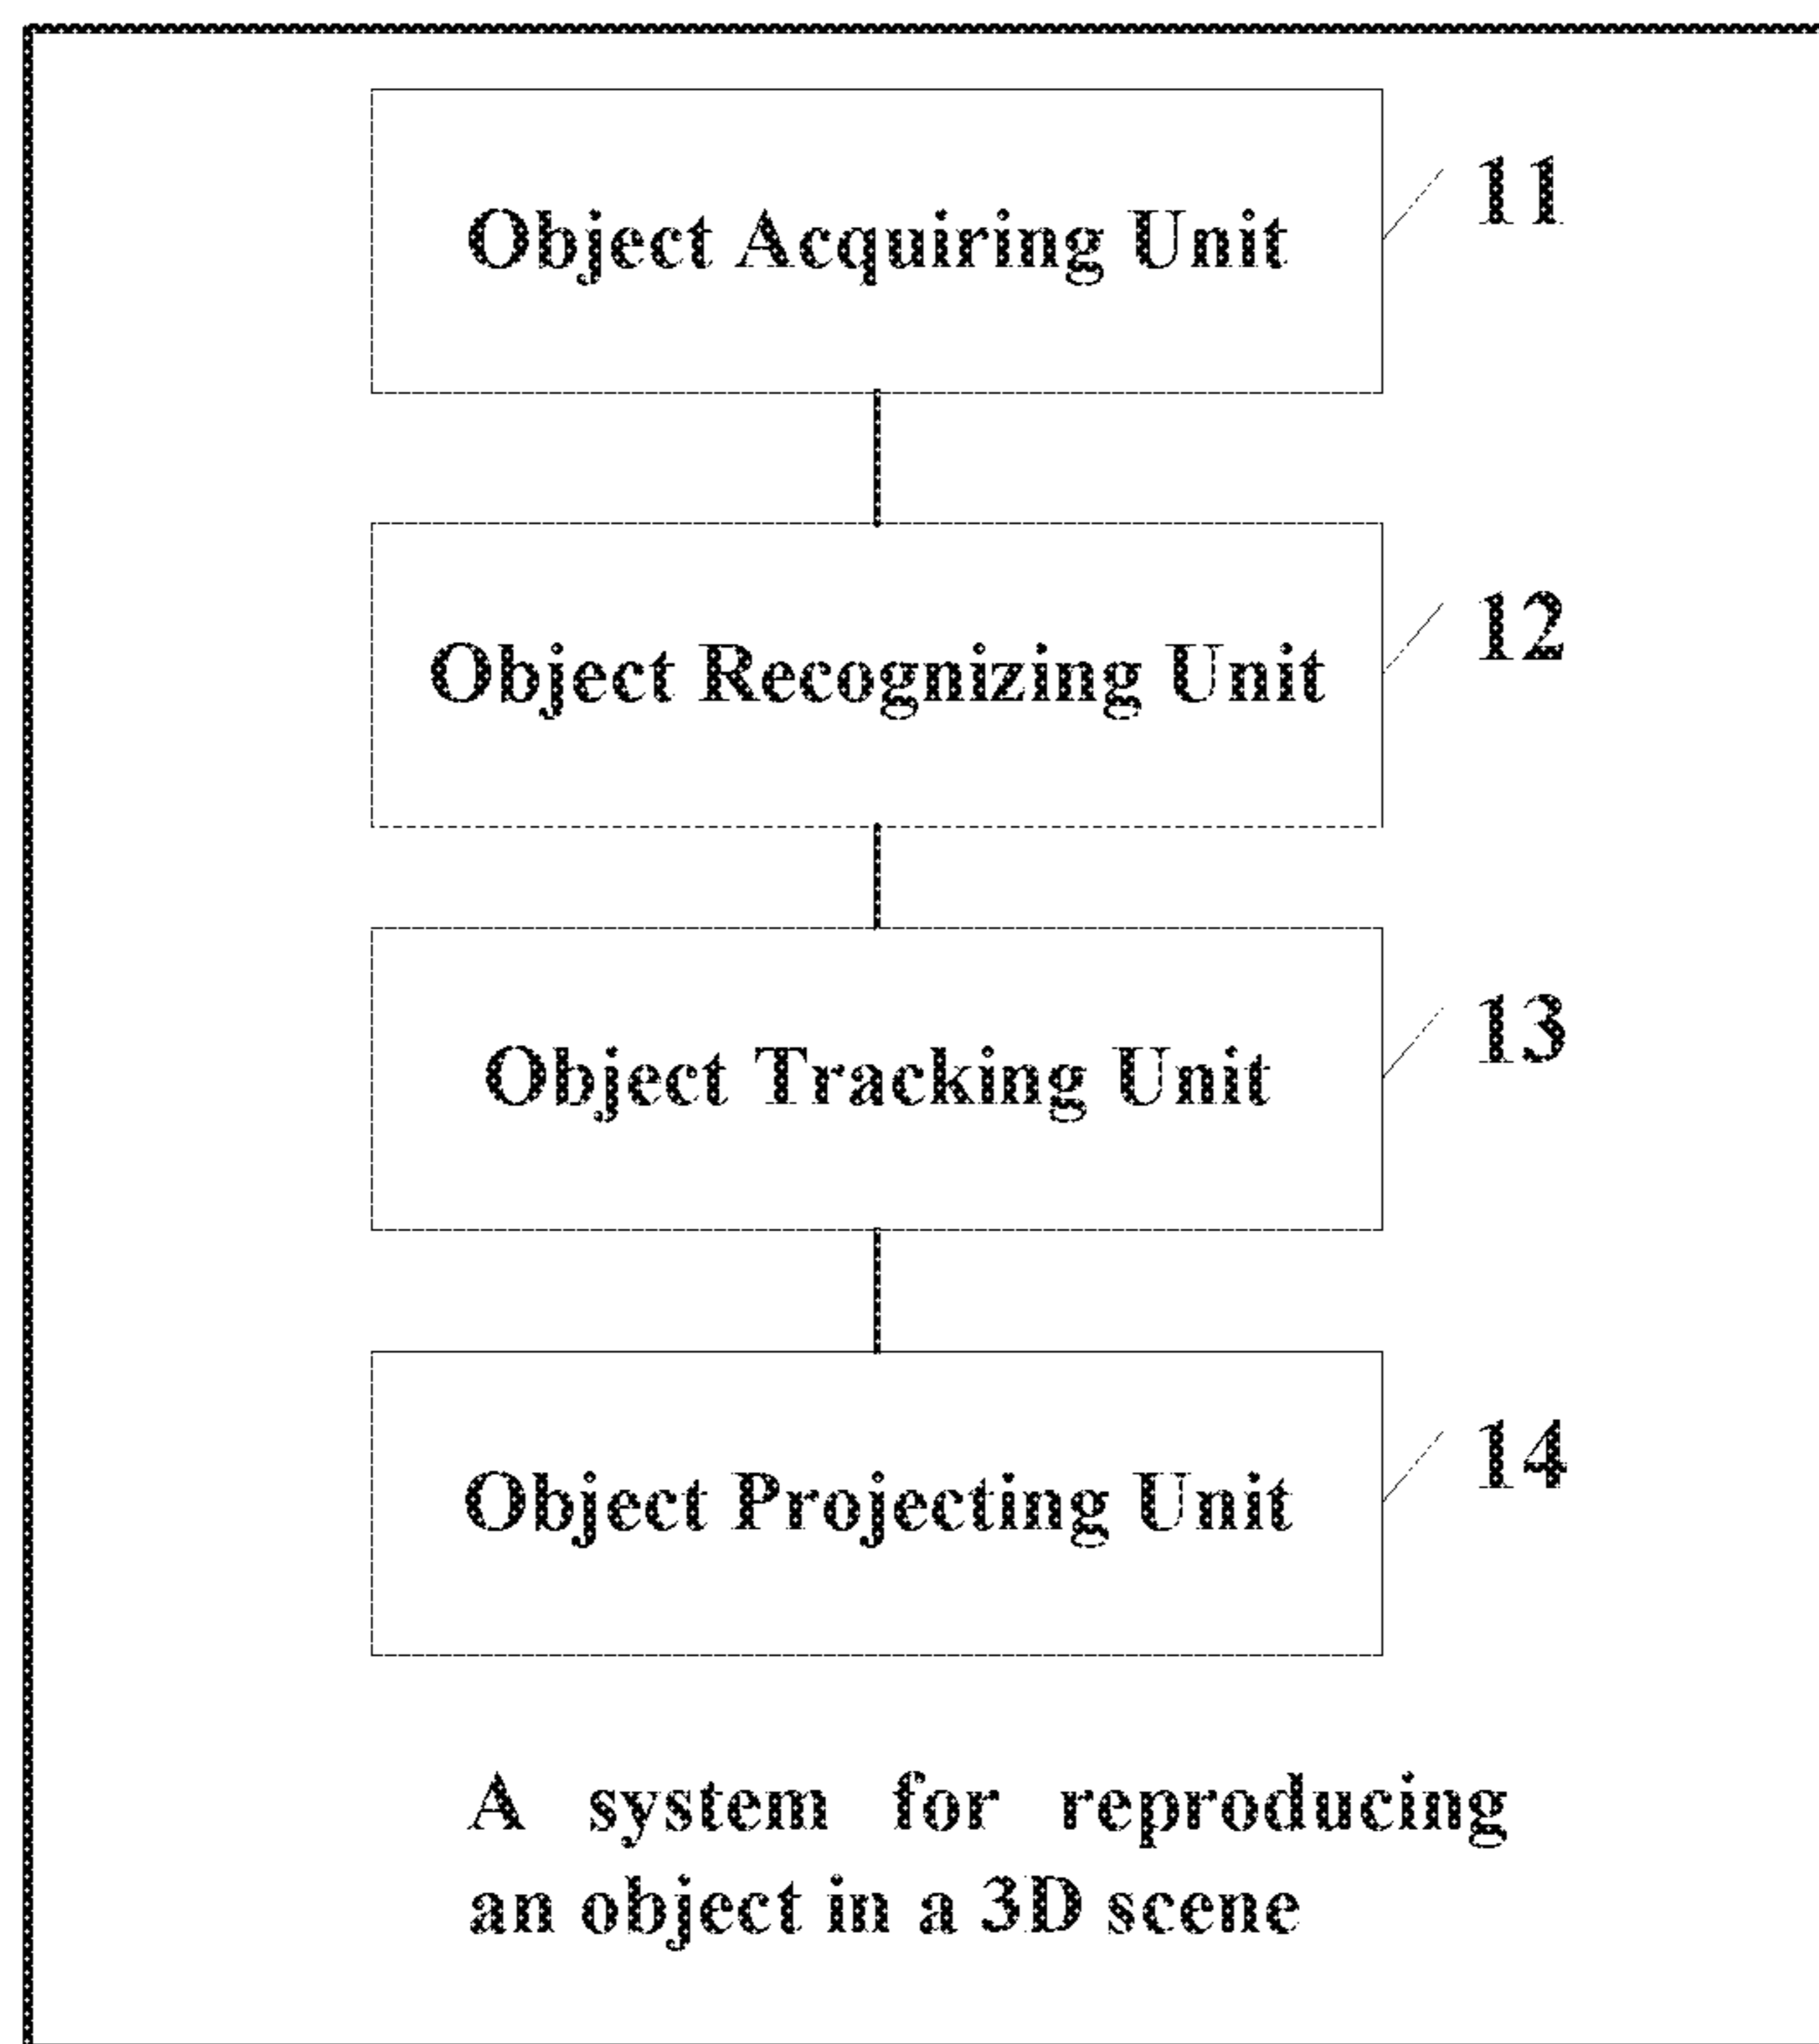 Object Acquiring Unit
11
Object Recognizing Unit
12
Object Tracking Unit
13
Object Projecting Unit
14
A system for reproducing
an object in a 3D scene